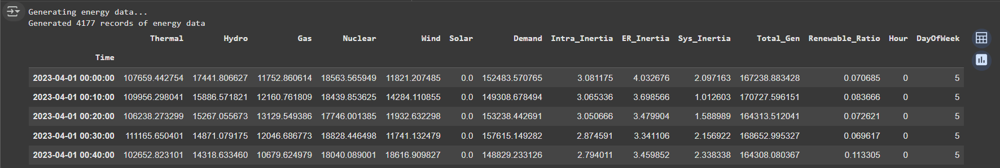 Generating energy data...
Generated 4177 records of energy data
Thermal Hydro Gas Nuclear Wind Solar Demand Intra_Inertia ER_Inertia Sys_Inertia Total_Gen Renewable_Ratio Hour DayOfWeek
Time
2023-04-01 00:00:00 107659.442754 17441.806627 11752.860614 18563.565949 11821.207485 0.0 152483.570765 3.081175 4.032676 2.097163 167238.883428 0.070685 0 5
2023-04-01 00:10:00 109956.298041 15886.571821 12160.761809 18439.853625 14284.110855 0.0 149308.678494 3.065336 3.698566 1.012603 170727.596151 0.083666 0 5
2023-04-01 00:20:00 106238.273299 15267.055673 13129.549386 17746.001385 11932.632298 0.0 153238.442691 3.050666 3.479904 1.588989 164313.512041 0.072621 0 5
2023-04-01 00:30:00 111165.650401 14871.079175 12046.686773 18828.446498 11741.132479 0.0 157615.149282 2.874591 3.341106 2.156922 168652.995327 0.069617 0 5
2023-04-01 00:40:00 102652.823101 14318.633460 10679.624979 18040.089001 18616.909827 0.0 148829.233126 2.794011 3.459852 2.338338 164308.080367 0.113305 0 5